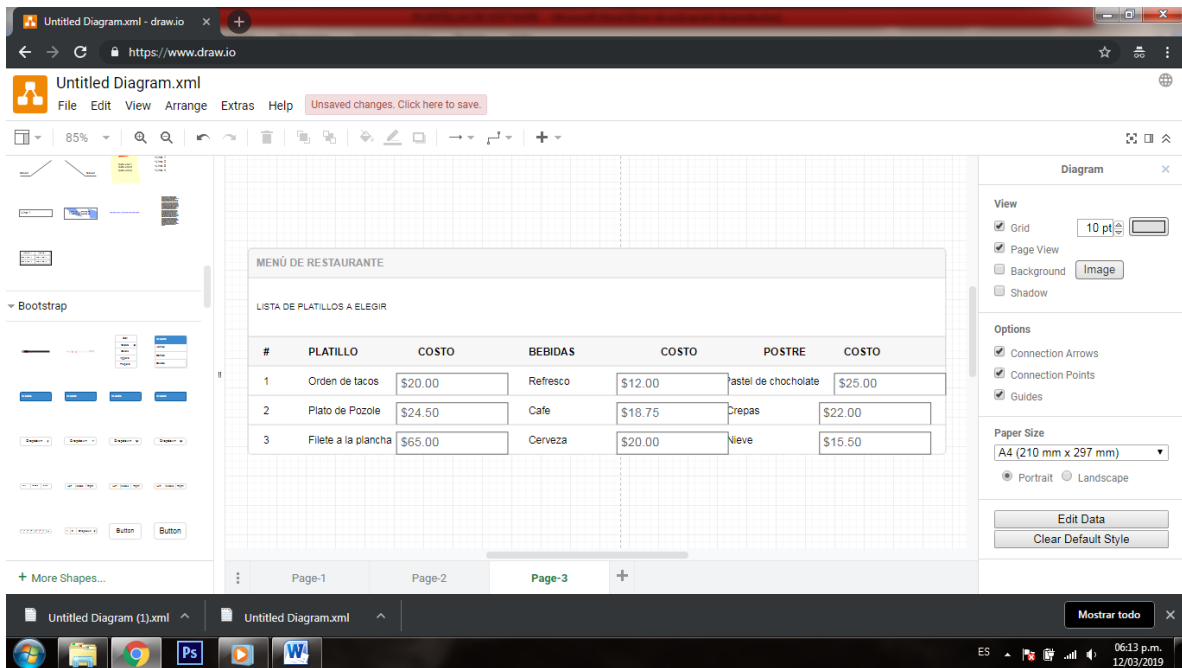 Untitled Diagram.xml - draw.io
https://www.draw.io
Untitled Diagram.xml
File Edit View Arrange Extras Help Unsaved changes. Click here to save.
85%
Diagram
View
Grid 10 pt
Page View
Background Image
Shadow
Options
Connection Arrows
Connection Points
Guides
Paper Size
A4 (210 mm x 297 mm)
Portrait Landscape
Edit Data
Clear Default Style
Bootstrap
Button Button
+ More Shapes...
MENÚ DE RESTAURANTE
LISTA DE PLATILLOS A ELEGIR
# PLATILLO COSTO BEBIDAS COSTO POSTRE COSTO
1 Orden de tacos $20.00 Refresco $12.00 Pastel de chocholate $25.00
2 Plato de Pozole $24.50 Cafe $18.75 Crepas $22.00
3 Filete a la plancha $65.00 Cerveza $20.00 Nieve $15.50
Page-1 Page-2 Page-3
Untitled Diagram (1).xml Untitled Diagram.xml Mostrar todo
Ps W ES 06:13 p.m.
12/03/2019